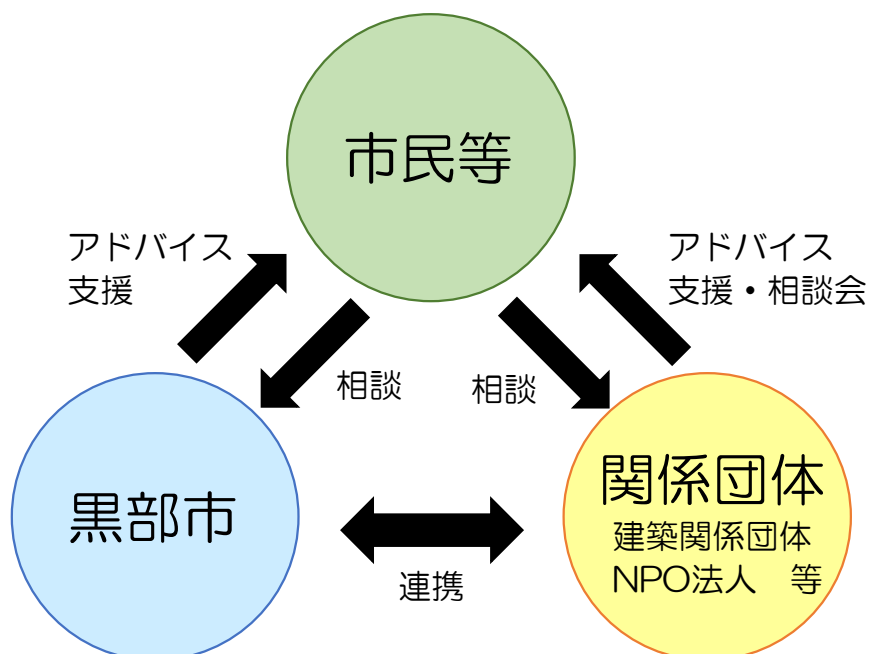 市民等
アドバイス
支援
アドバイス
支援・相談会
相談
相談
黒部市
関係団体
建築関係団体
NPO法人　等
連携